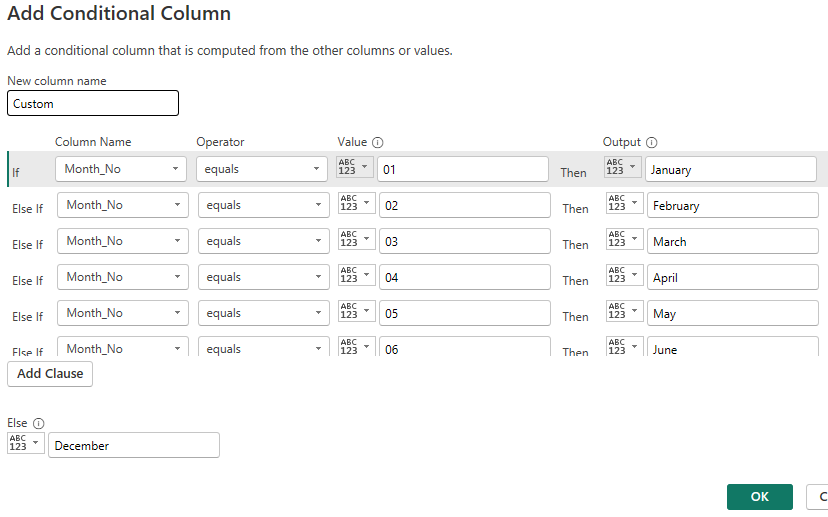 Add Conditional Column
Add a conditional column that is computed from the other columns or values.
New column name
Custom
Column Name Operator Value Output
If Month_No equals ABC 123 01 Then ABC 123 January
Else If Month_No equals ABC 123 02 Then ABC 123 February
Else If Month_No equals ABC 123 03 Then ABC 123 March
Else If Month_No equals ABC 123 04 Then ABC 123 April
Else If Month_No equals ABC 123 05 Then ABC 123 May
Else If Month_No equals ABC 123 06 Then ABC 123 June
Add Clause
Else
ABC 123 December
OK C